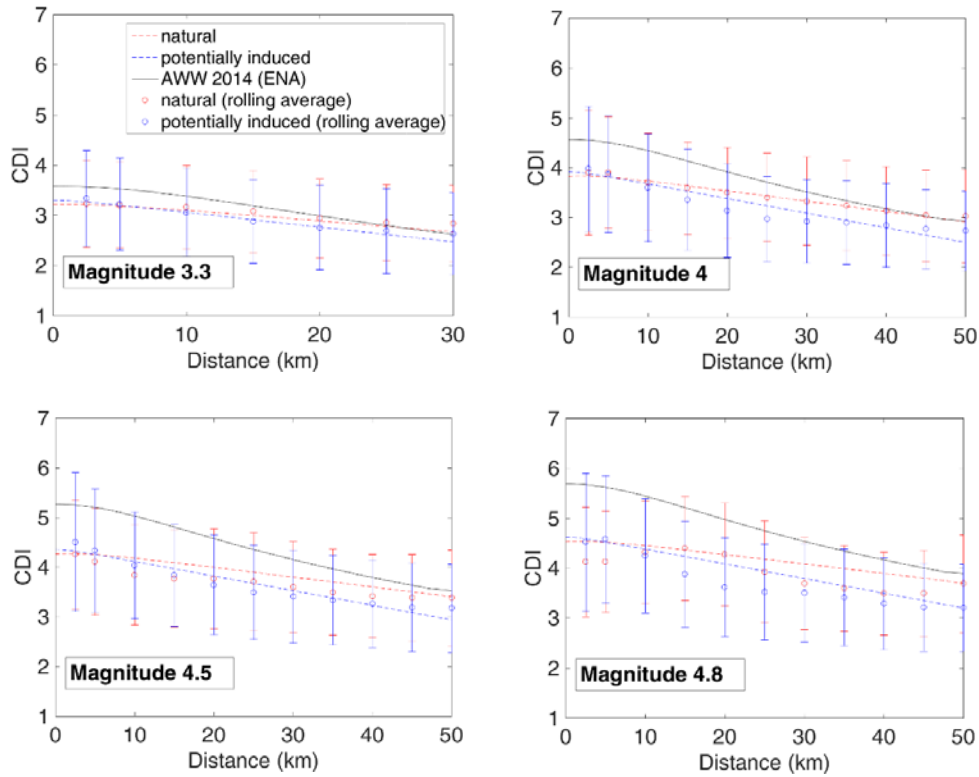 7
6
5
4
3
2
1
CDI
natural
potentially induced
AWW 2014 (ENA)
natural (rolling average)
potentially induced (rolling average)
Magnitude 3.3
0 10 20 30
Distance (km)
7
6
5
4
3
2
1
CDI
Magnitude 4
0 10 20 30 40 50
Distance (km)
7
6
5
4
3
2
1
CDI
Magnitude 4.5
0 10 20 30 40 50
Distance (km)
7
6
5
4
3
2
1
CDI
Magnitude 4.8
0 10 20 30 40 50
Distance (km)